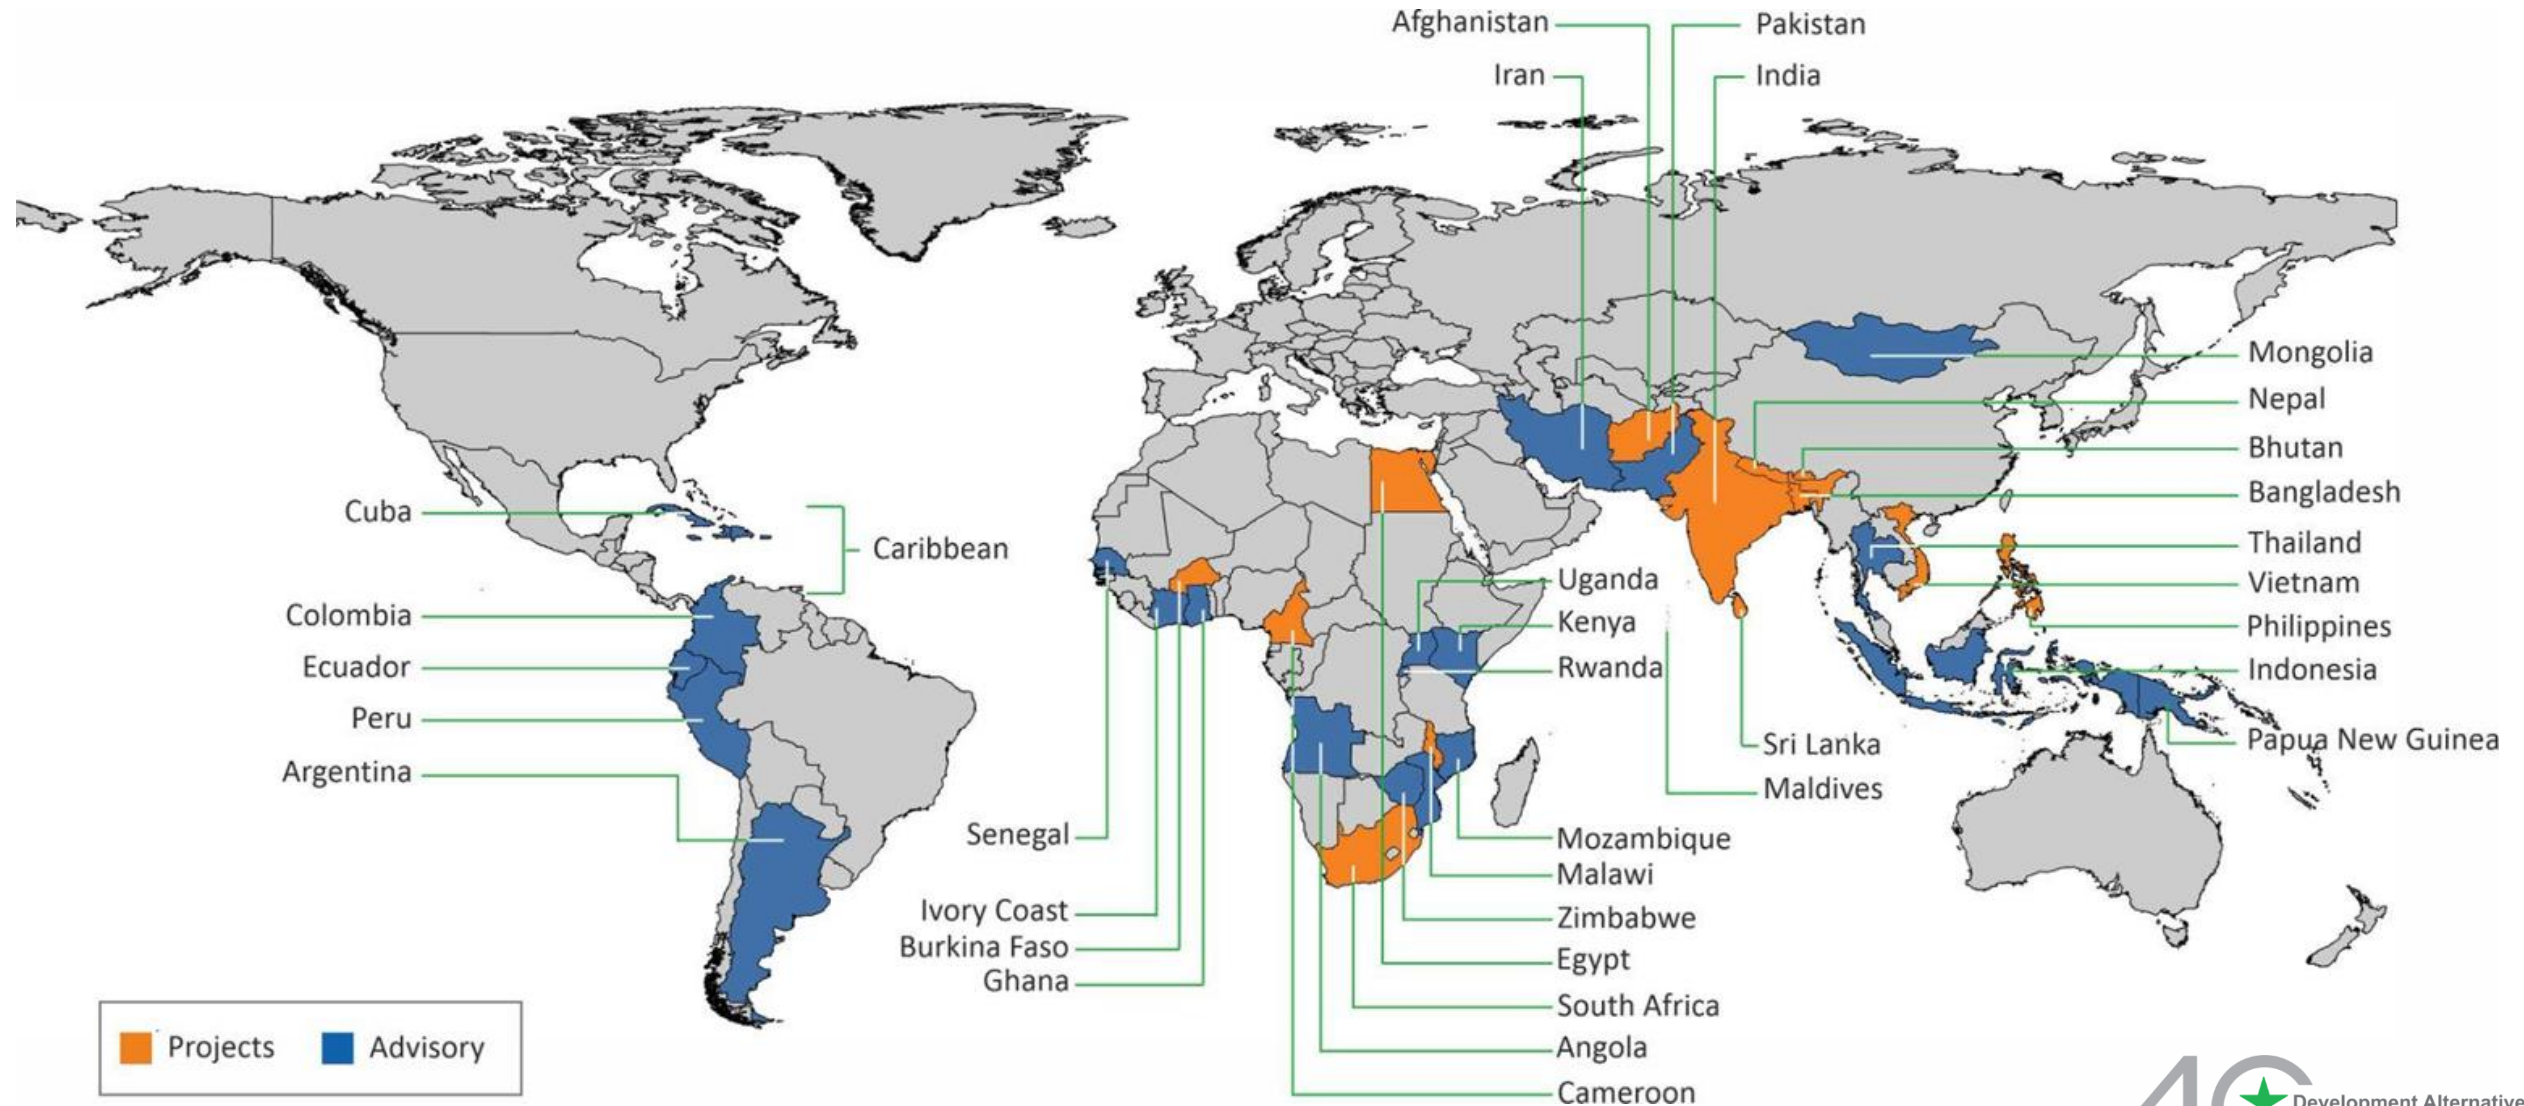 Afghanistan
Pakistan
Iran
India
Mongolia
Nepal
Bhutan
Bangladesh
Thailand
Vietnam
Philippines
Indonesia
Papua New Guinea
Cuba
Caribbean
Colombia
Ecuador
Peru
Argentina
Uganda
Kenya
Rwanda
Sri Lanka
Maldives
Senegal
Ivory Coast
Burkina Faso
Ghana
Mozambique
Malawi
Zimbabwe
Egypt
South Africa
Angola
Cameroon
Projects
Advisory
40
Development Alternative